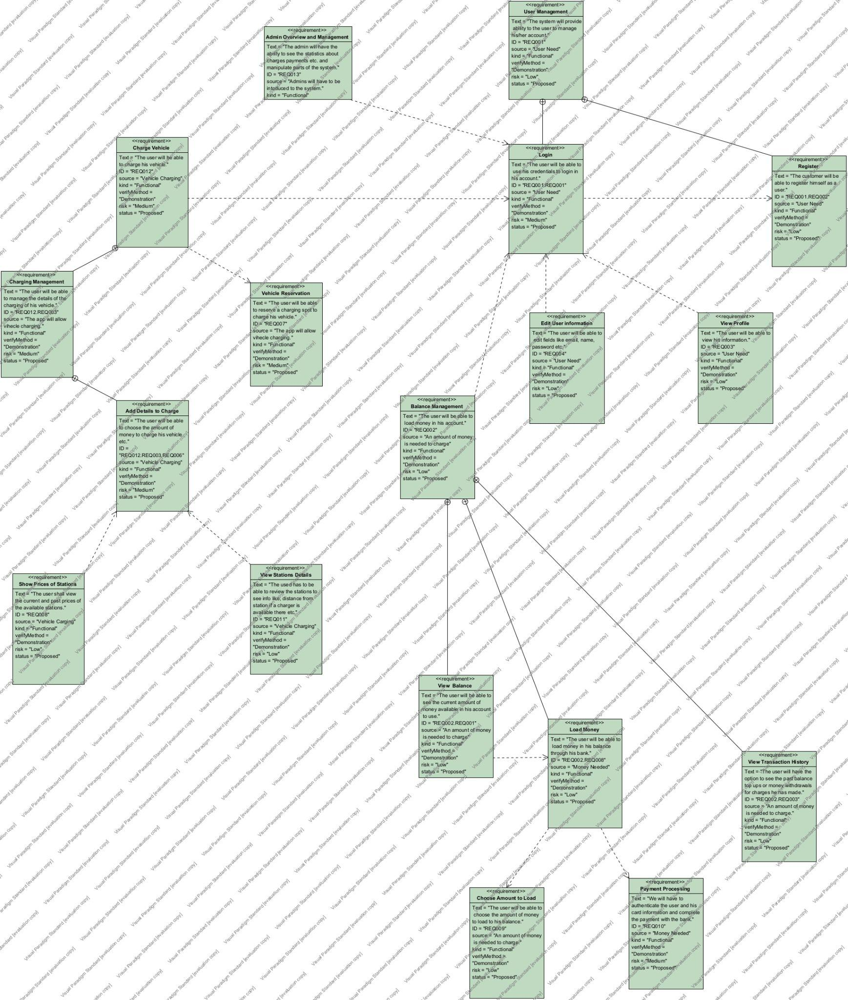 <<requirement>>
User Management
Text = "The system will provide
ability to the user to manage
his/her account."
ID = "REQ001"
source = "User Need"
kind = "Functional"
verifyMethod =
"Demonstration"
risk = "Low"
status = "Proposed"
<<requirement>>
Admin Overview and Management
Text = "The admin will have the
ability to see the statistics about
charges payments etc. and
manipulate parts of the system."
ID = "REQ013"
source = "Admins will have to be
intoduced to the system."
kind = "Functional"
<<requirement>>
Charge Vehicle
Text = "The user will be able
to charge his vehicle."
ID = "REQ012"
source = "Vehicle Charging"
kind = "Functional"
verifyMethod =
"Demonstration"
risk = "Medium"
status = "Proposed"
<<requirement>>
Login
Text = "The user will be able to
use his credentials to login in
his account."
ID = "REQ001.REQ001"
source = "User Need"
kind = "Functional"
verifyMethod =
"Demonstration"
risk = "Medium"
status = "Proposed"
<<requirement>>
Register
Text = "The customer will be
able to register himself as a
user."
ID = "REQ001.REQ002"
source = "User Need"
kind = "Functional"
verifyMethod =
"Demonstration"
risk = "Low"
status = "Proposed"
<<requirement>>
Charging Management
Text = "The user will be able
to manage the details of the
charging of his vehicle."
ID = "REQ012.REQ003"
source = "The app will allow
vihecle charging."
kind = "Functional"
verifyMethod =
"Demonstration"
risk = "Medium"
status = "Proposed"
<<requirement>>
Vehicle Reservation
Text = "The user will be able
to reserve a charging spot to
charge his vehicle."
ID = "REQ007"
source = "The app will allow
vihecle charging."
kind = "Functional"
verifyMethod =
"Demonstration"
risk = "Medium"
status = "Proposed"
<<requirement>>
Edit User information
Text = "The user will be able to
edit fields like email, name,
password etc."
ID = "REQ004"
source = "User Need"
kind = "Functional"
verifyMethod =
"Demonstration"
risk = "Low"
status = "Proposed"
<<requirement>>
View Profile
Text = "The user will be able to
view his information."
ID = "REQ003"
source = "User Need"
kind = "Functional"
verifyMethod =
"Demonstration"
risk = "Low"
status = "Proposed"
<<requirement>>
Add Details to Charge
Text = "The user will be able
to choose the amount of
money to charge his vehicle
etc."
ID =
"REQ012.REQ003.REQ006"
source = "Vehicle Charging"
kind = "Functional"
verifyMethod =
"Demonstration"
risk = "Medium"
status = "Proposed"
<<requirement>>
Balance Management
Text = "The user will be able to
load money in his account."
ID = "REQ002"
source = "An amount of money
is needed to charge"
kind = "Functional"
verifyMethod =
"Demonstration"
risk = "Low"
status = "Proposed"
<<requirement>>
Show Prices of Stations
Text = "The user shall view
the current and past prices of
the available stations."
ID = "REQ008"
source = "Vehicle Carging"
kind = "Functional"
verifyMethod =
"Demonstration"
risk = "Low"
status = "Proposed"
<<requirement>>
View Stations Details
Text = "The used has to be
able to review the stations to
see info like, distance from
station if a charger is
available there etc."
ID = "REQ011"
source = "Vehicle Charging"
kind = "Functional"
verifyMethod =
"Demonstration"
risk = "Low"
status = "Proposed"
<<requirement>>
View Balance
Text = "The user will be able to
see the current amount of
money available in his account
to use."
ID = "REQ002.REQ001"
source = "An amount of money
is needed to charge"
kind = "Functional"
verifyMethod =
"Demonstration"
risk = "Low"
status = "Proposed"
<<requirement>>
Load Money
Text = "The user will be able to
load money in his balance
through his bank."
ID = "REQ002.REQ008"
source = "Money Needed"
kind = "Functional"
verifyMethod =
"Demonstration"
risk = "Low"
status = "Proposed"
<<requirement>>
View Transaction History
Text = "The user will have the
option to see the past balance
top ups or money withdrawals
for charges he has made."
ID = "REQ002.REQ003"
source = "An amount of money
is needed to charge."
kind = "Functional"
verifyMethod =
"Demonstration"
risk = "Low"
status = "Proposed"
<<requirement>>
Choose Amount to Load
Text = "The user will be able to
choose the amount of money
to load to his balance."
ID = "REQ009"
source = "An amount of money
is needed to charge."
kind = "Functional"
verifyMethod =
"Demonstration"
risk = "Low"
status = "Proposed"
<<requirement>>
Payment Processing
Text = "We will have to
authenticate the user and his
card information and complete
the payment with the bank."
ID = "REQ010"
source = "Money Needed"
kind = "Functional"
verifyMethod =
"Demonstration"
risk = "Medium"
status = "Proposed"
Visual Paradigm Standard [evaluation copy]